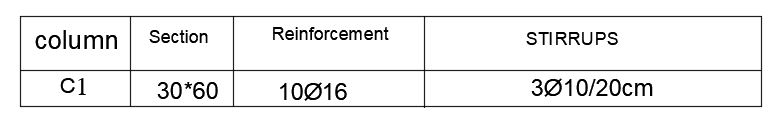 column Section Reinforcement STIRRUPS
C1 30*60 10Ø16 3Ø10/20cm